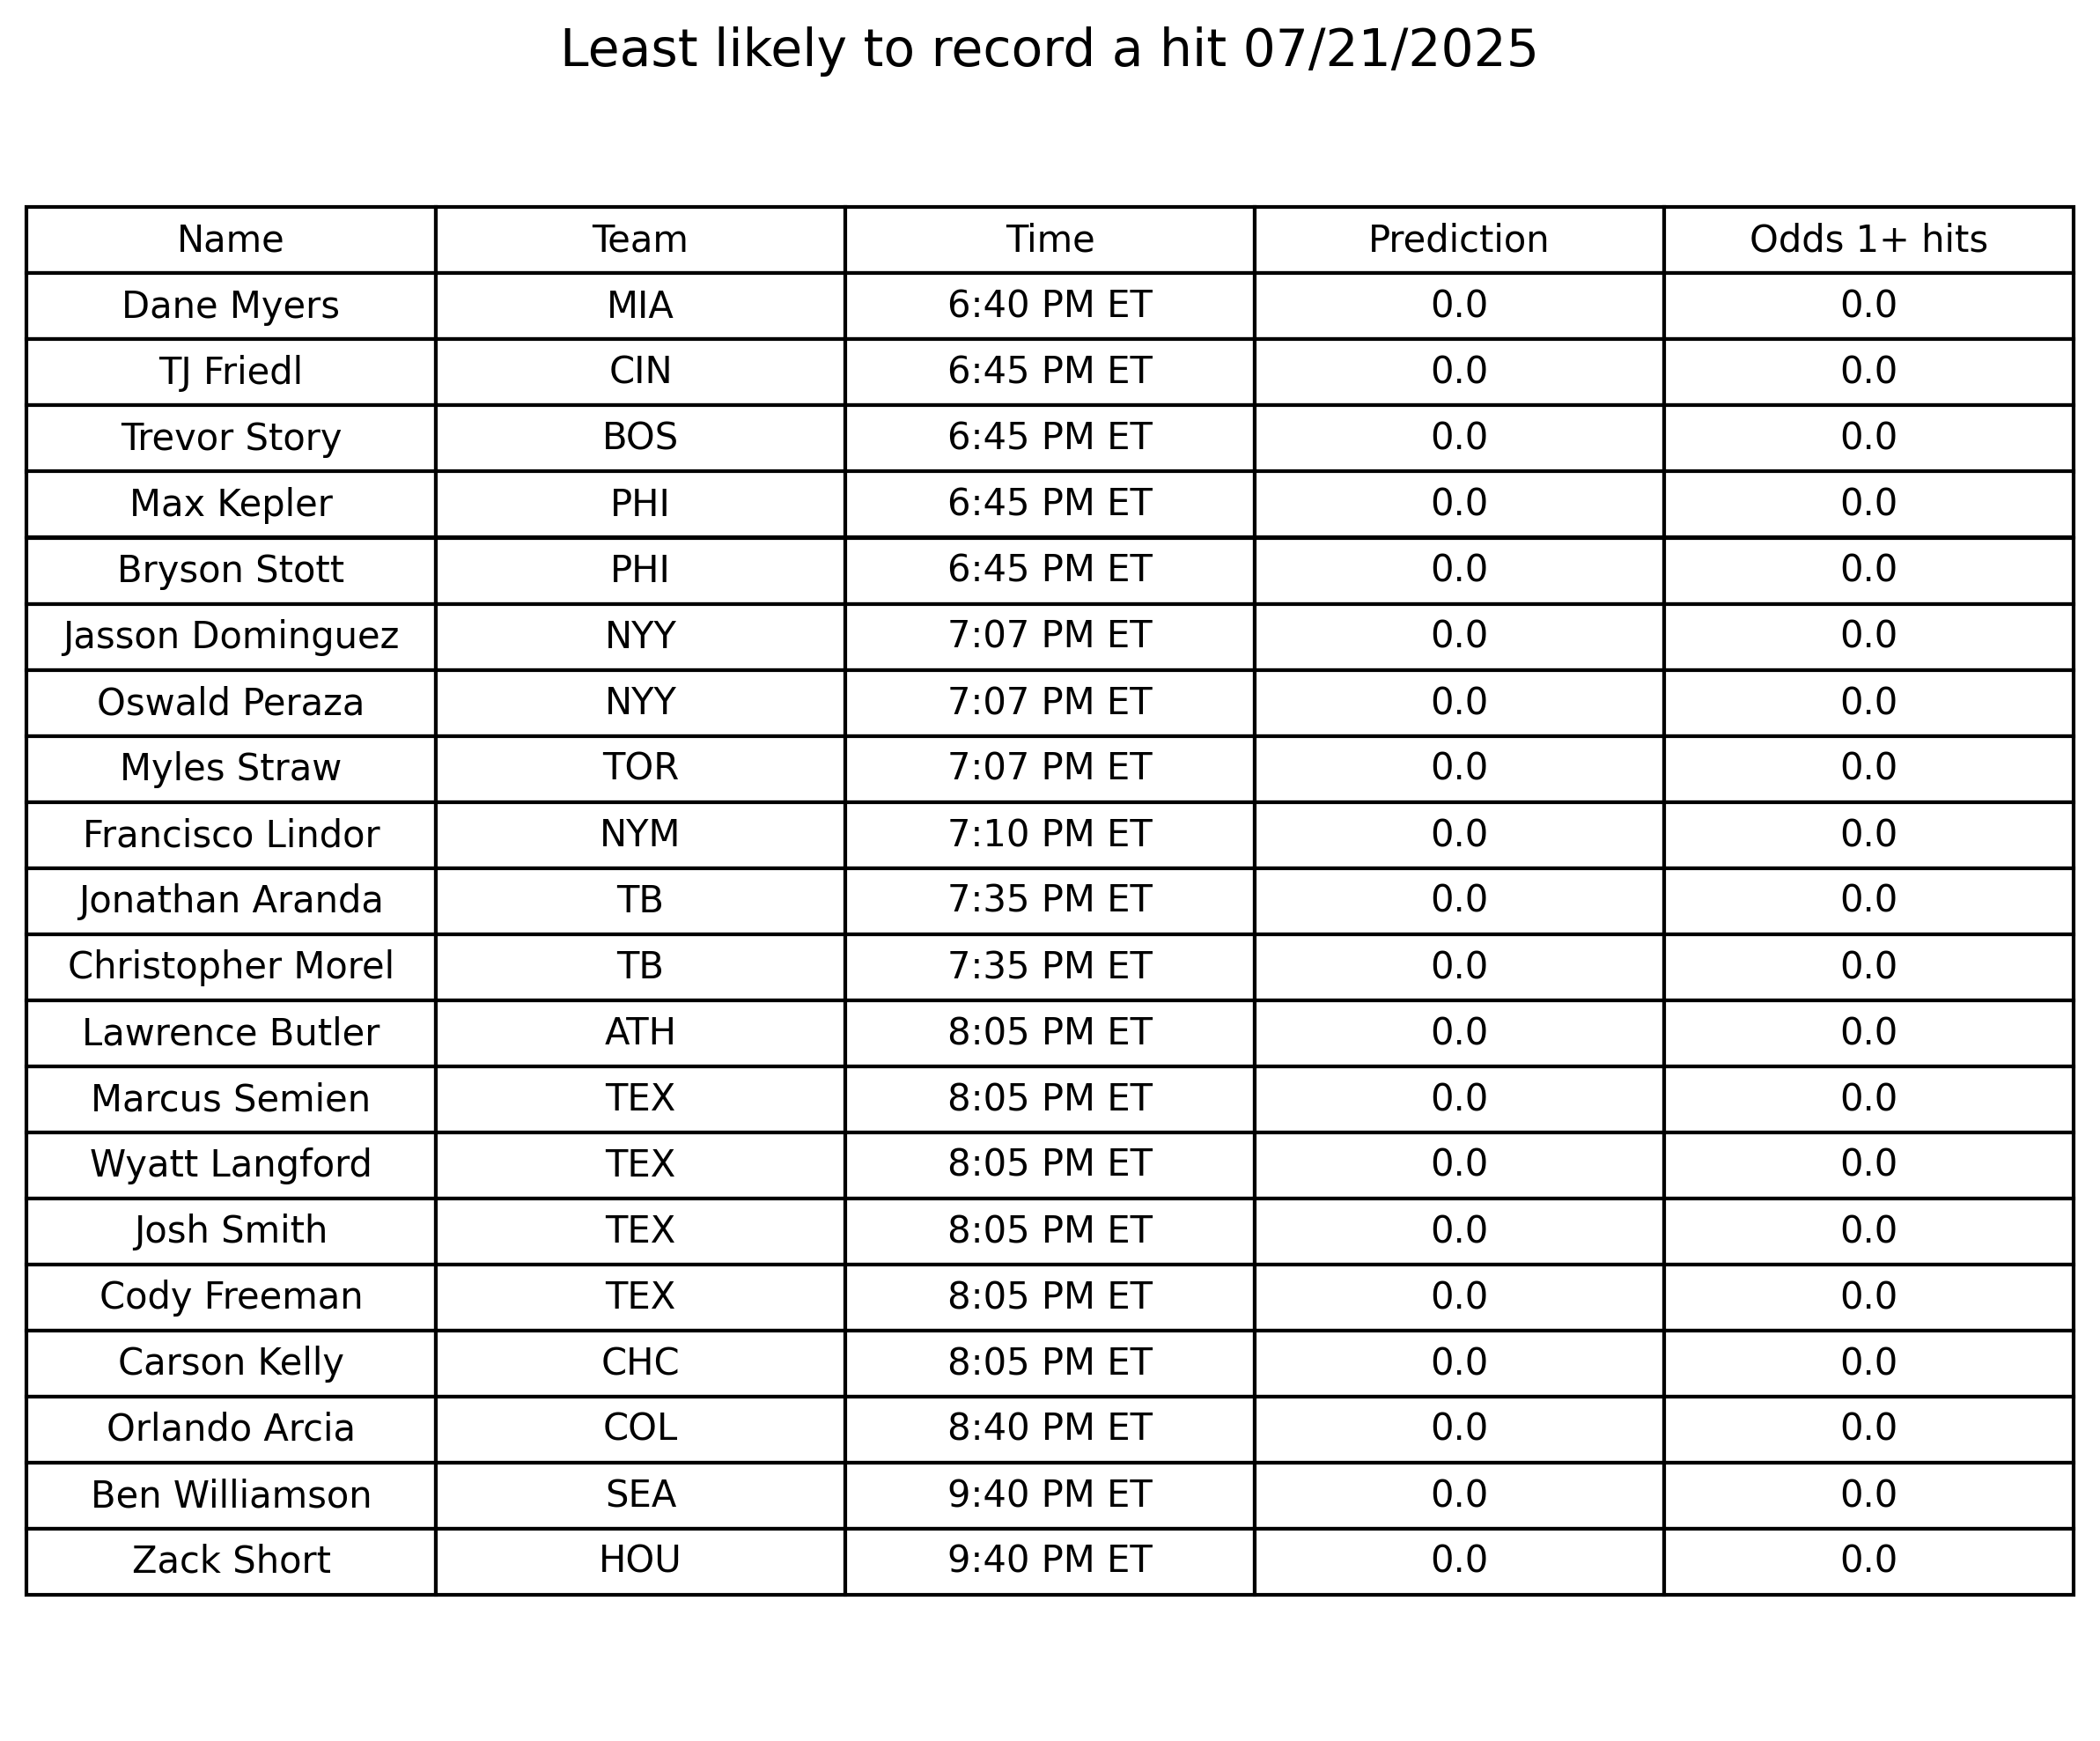 Least likely to record a hit 07/21/2025
Name Team Time Prediction Odds 1+ hits
Dane Myers MIA 6:40 PM ET 0.0 0.0
TJ Friedl CIN 6:45 PM ET 0.0 0.0
Trevor Story BOS 6:45 PM ET 0.0 0.0
Max Kepler PHI 6:45 PM ET 0.0 0.0
Bryson Stott PHI 6:45 PM ET 0.0 0.0
Jasson Dominguez NYY 7:07 PM ET 0.0 0.0
Oswald Peraza NYY 7:07 PM ET 0.0 0.0
Myles Straw TOR 7:07 PM ET 0.0 0.0
Francisco Lindor NYM 7:10 PM ET 0.0 0.0
Jonathan Aranda TB 7:35 PM ET 0.0 0.0
Christopher Morel TB 7:35 PM ET 0.0 0.0
Lawrence Butler ATH 8:05 PM ET 0.0 0.0
Marcus Semien TEX 8:05 PM ET 0.0 0.0
Wyatt Langford TEX 8:05 PM ET 0.0 0.0
Josh Smith TEX 8:05 PM ET 0.0 0.0
Cody Freeman TEX 8:05 PM ET 0.0 0.0
Carson Kelly CHC 8:05 PM ET 0.0 0.0
Orlando Arcia COL 8:40 PM ET 0.0 0.0
Ben Williamson SEA 9:40 PM ET 0.0 0.0
Zack Short HOU 9:40 PM ET 0.0 0.0